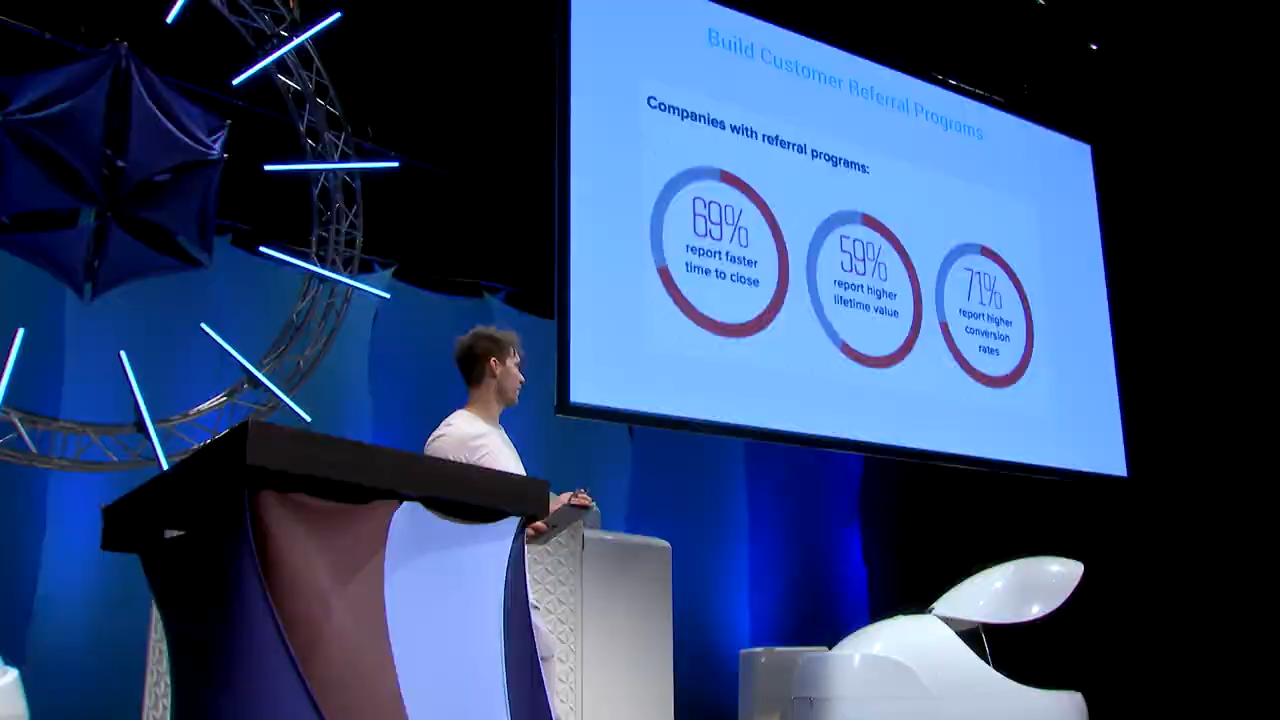 Build Customer Referral Programs
Companies with referral programs:
69%
report faster
time to close
59%
report higher
lifetime value
71%
report higher
conversion
rates